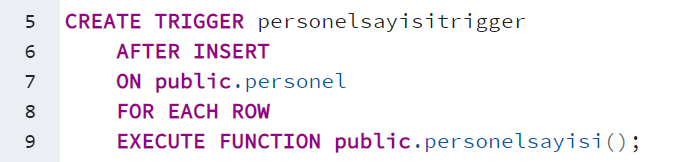 5 CREATE TRIGGER personelsayisitrigger
6     AFTER INSERT
7     ON public.personel
8     FOR EACH ROW
9     EXECUTE FUNCTION public.personelsayisi();